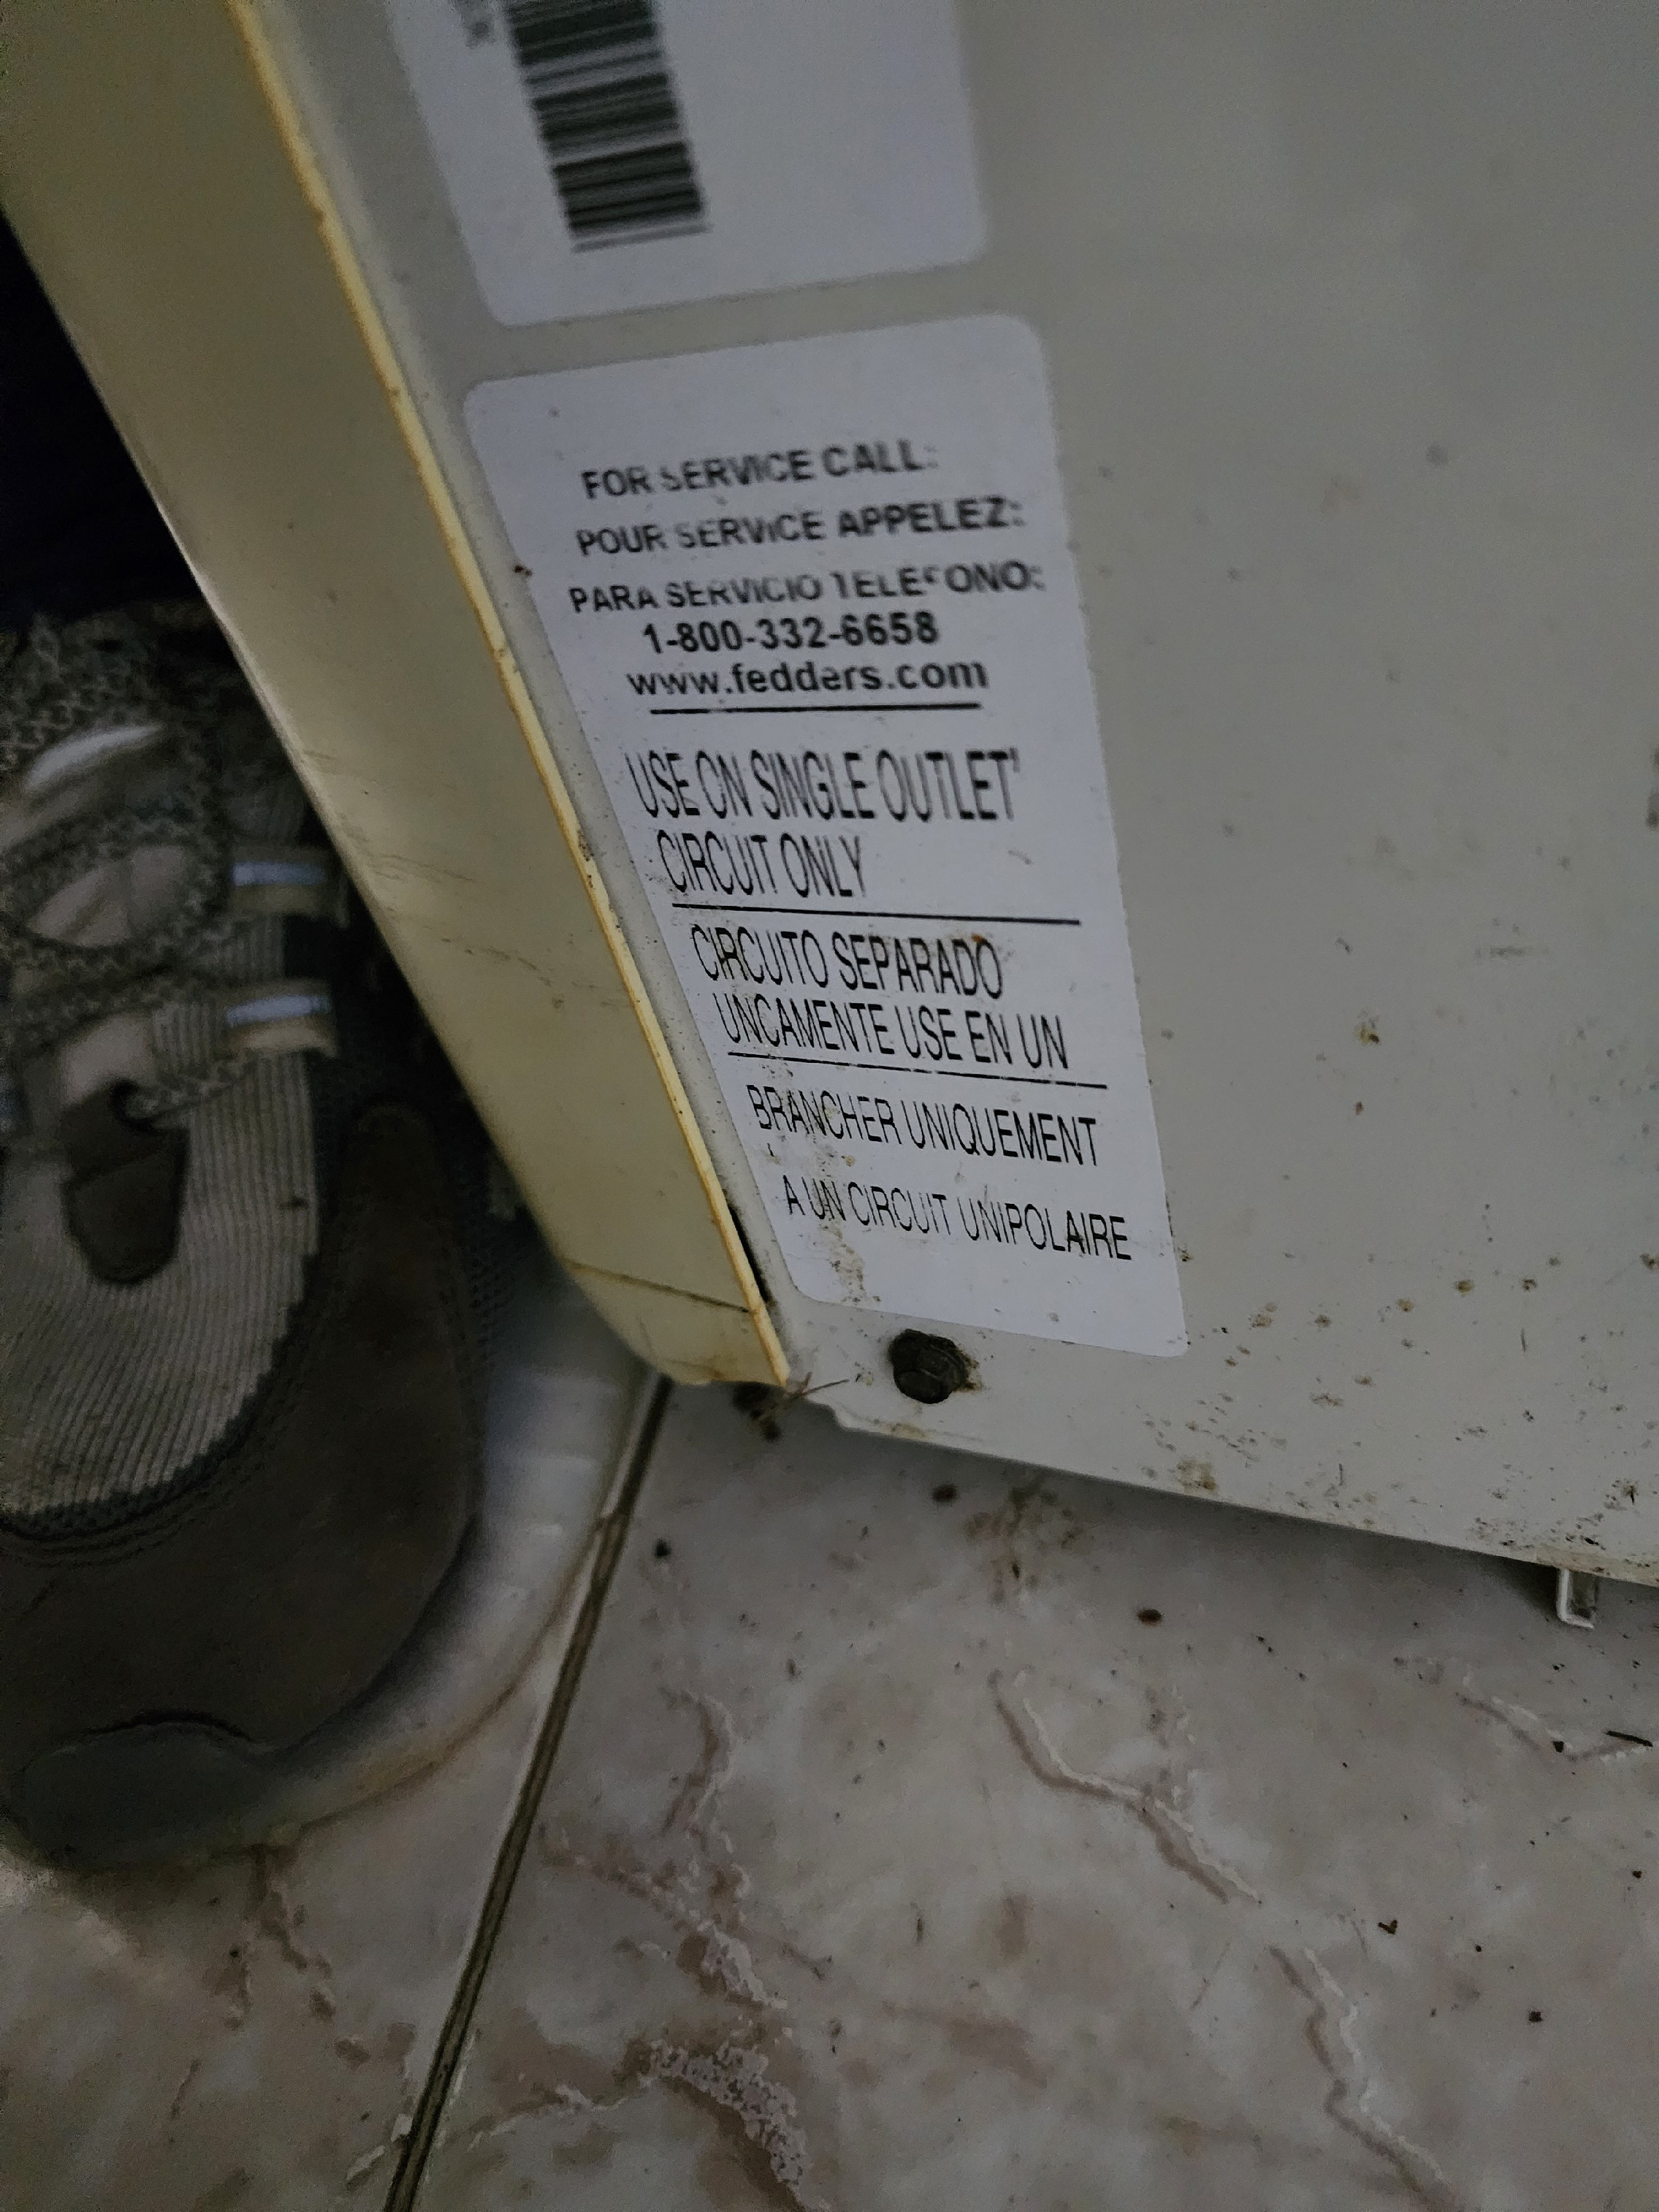 FOR SERVICE CALL:
POUR SERVICE APPELEZ:
PARA SERVICIO TELEFONO:
1-800-332-6658
www.fedders.com
USE ON SINGLE OUTLET
CIRCUIT ONLY
CIRCUITO SEPARADO
UNCAMENTE USE EN UN
BRANCHER UNIQUEMENT
À UN CIRCUIT UNIPOLAIRE